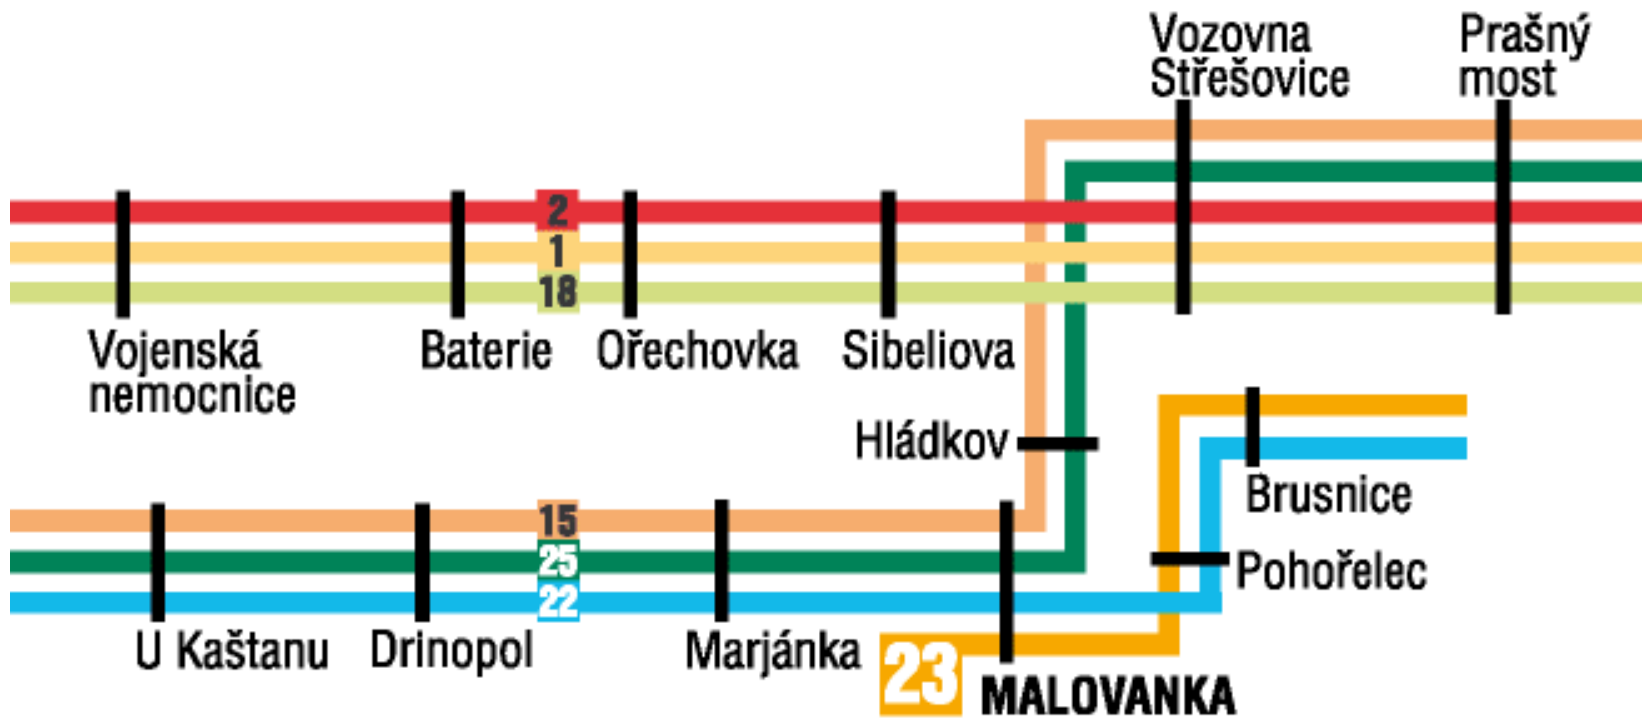 Vozovna
Střešovice
Prašný
most
2
1
18
Vojenská
nemocnice
Baterie
Ořechovka
Sibeliova
Hládkov
Brusnice
15
25
22
Pohořelec
U Kaštanu
Drinopol
Marjánka
23
MALOVANKA